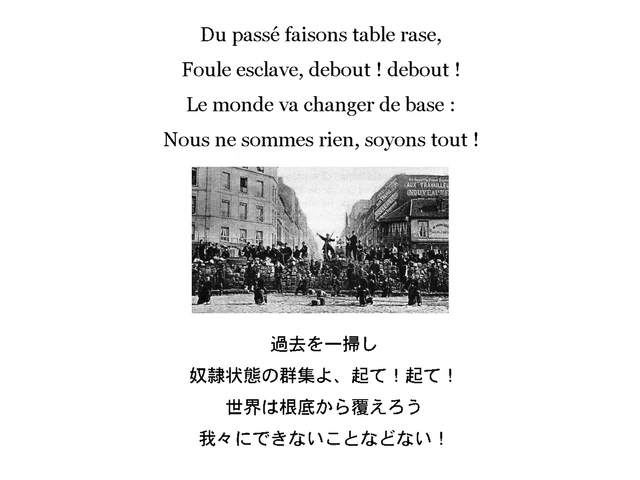 Du passé faisons table rase,
Foule esclave, debout ! debout !
Le monde va changer de base :
Nous ne sommes rien, soyons tout !
AUX TRAVAILLEUR
過去を一掃し
奴隷状態の群集よ、起て！起て！
世界は根底から覆えろう
我々にできないことなどない！